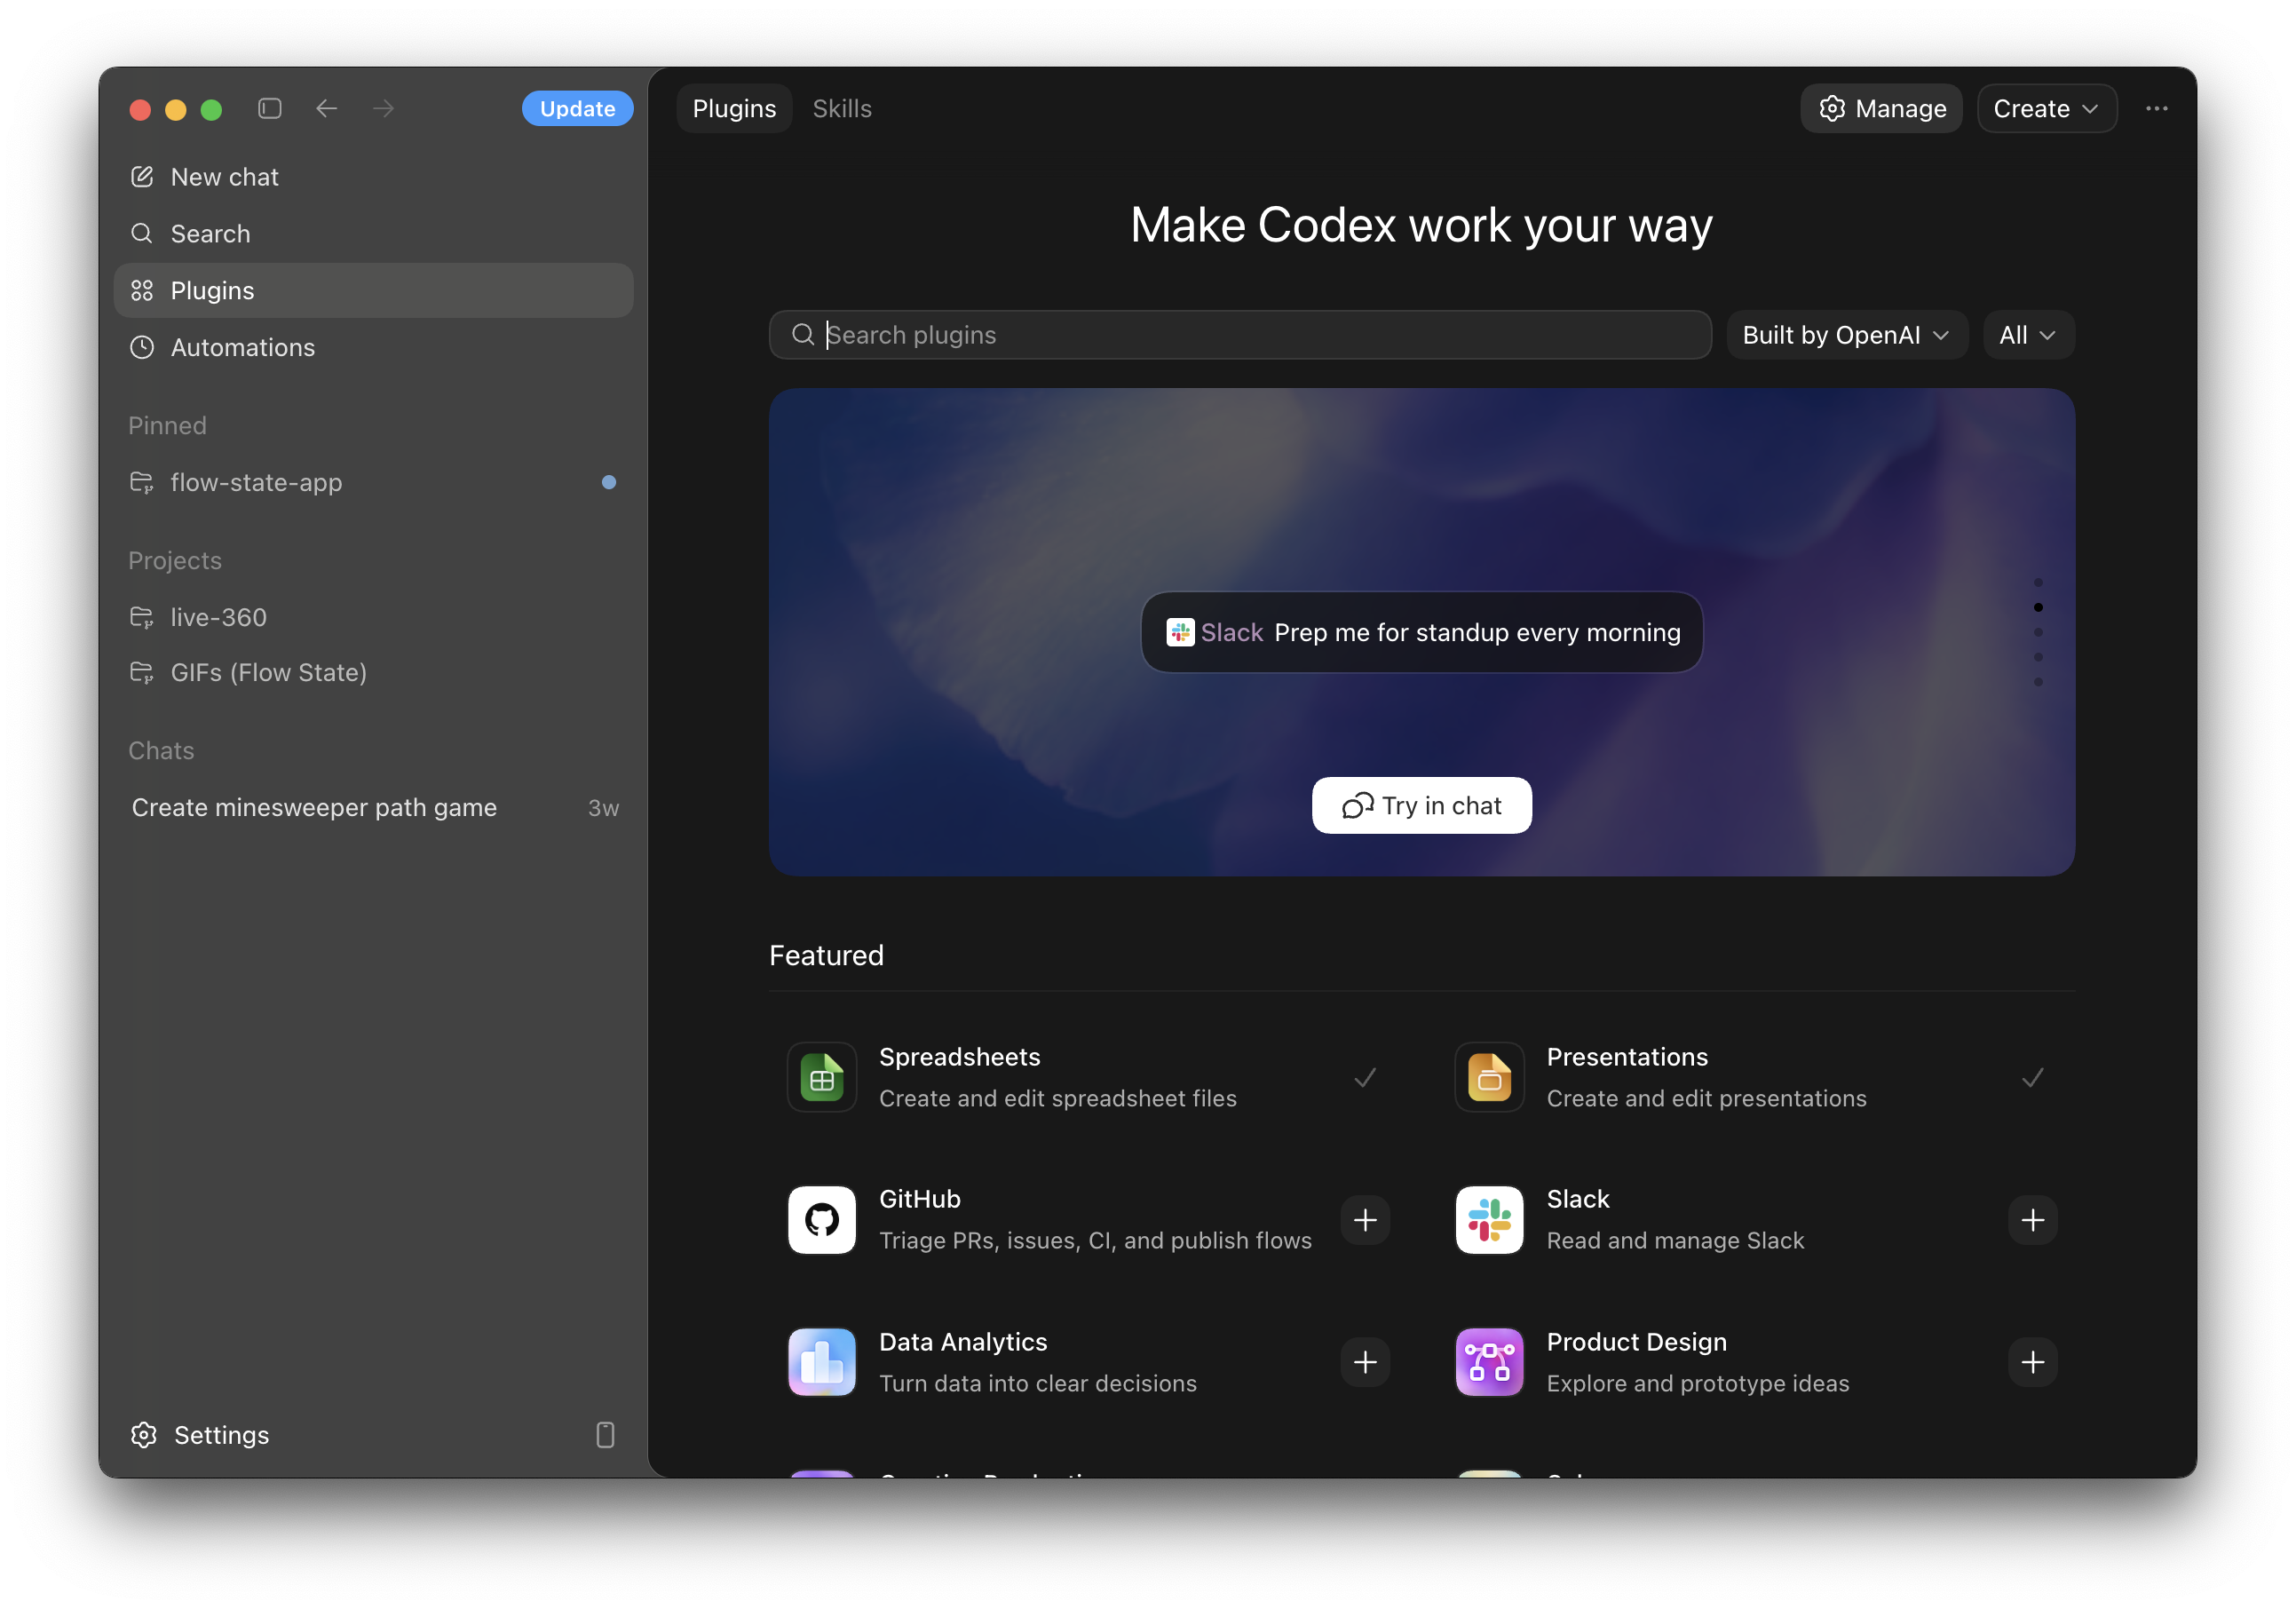 Update
New chat
Search
Plugins
Automations
Pinned
flow-state-app
Projects
live-360
GIFs (Flow State)
Chats
Create minesweeper path game 3w
Settings
Plugins Skills
Manage Create
Make Codex work your way
Search plugins Built by OpenAI All
Slack Prep me for standup every morning
Try in chat
Featured
Spreadsheets
Create and edit spreadsheet files
Presentations
Create and edit presentations
GitHub
Triage PRs, issues, CI, and publish flows
Slack
Read and manage Slack
Data Analytics
Turn data into clear decisions
Product Design
Explore and prototype ideas